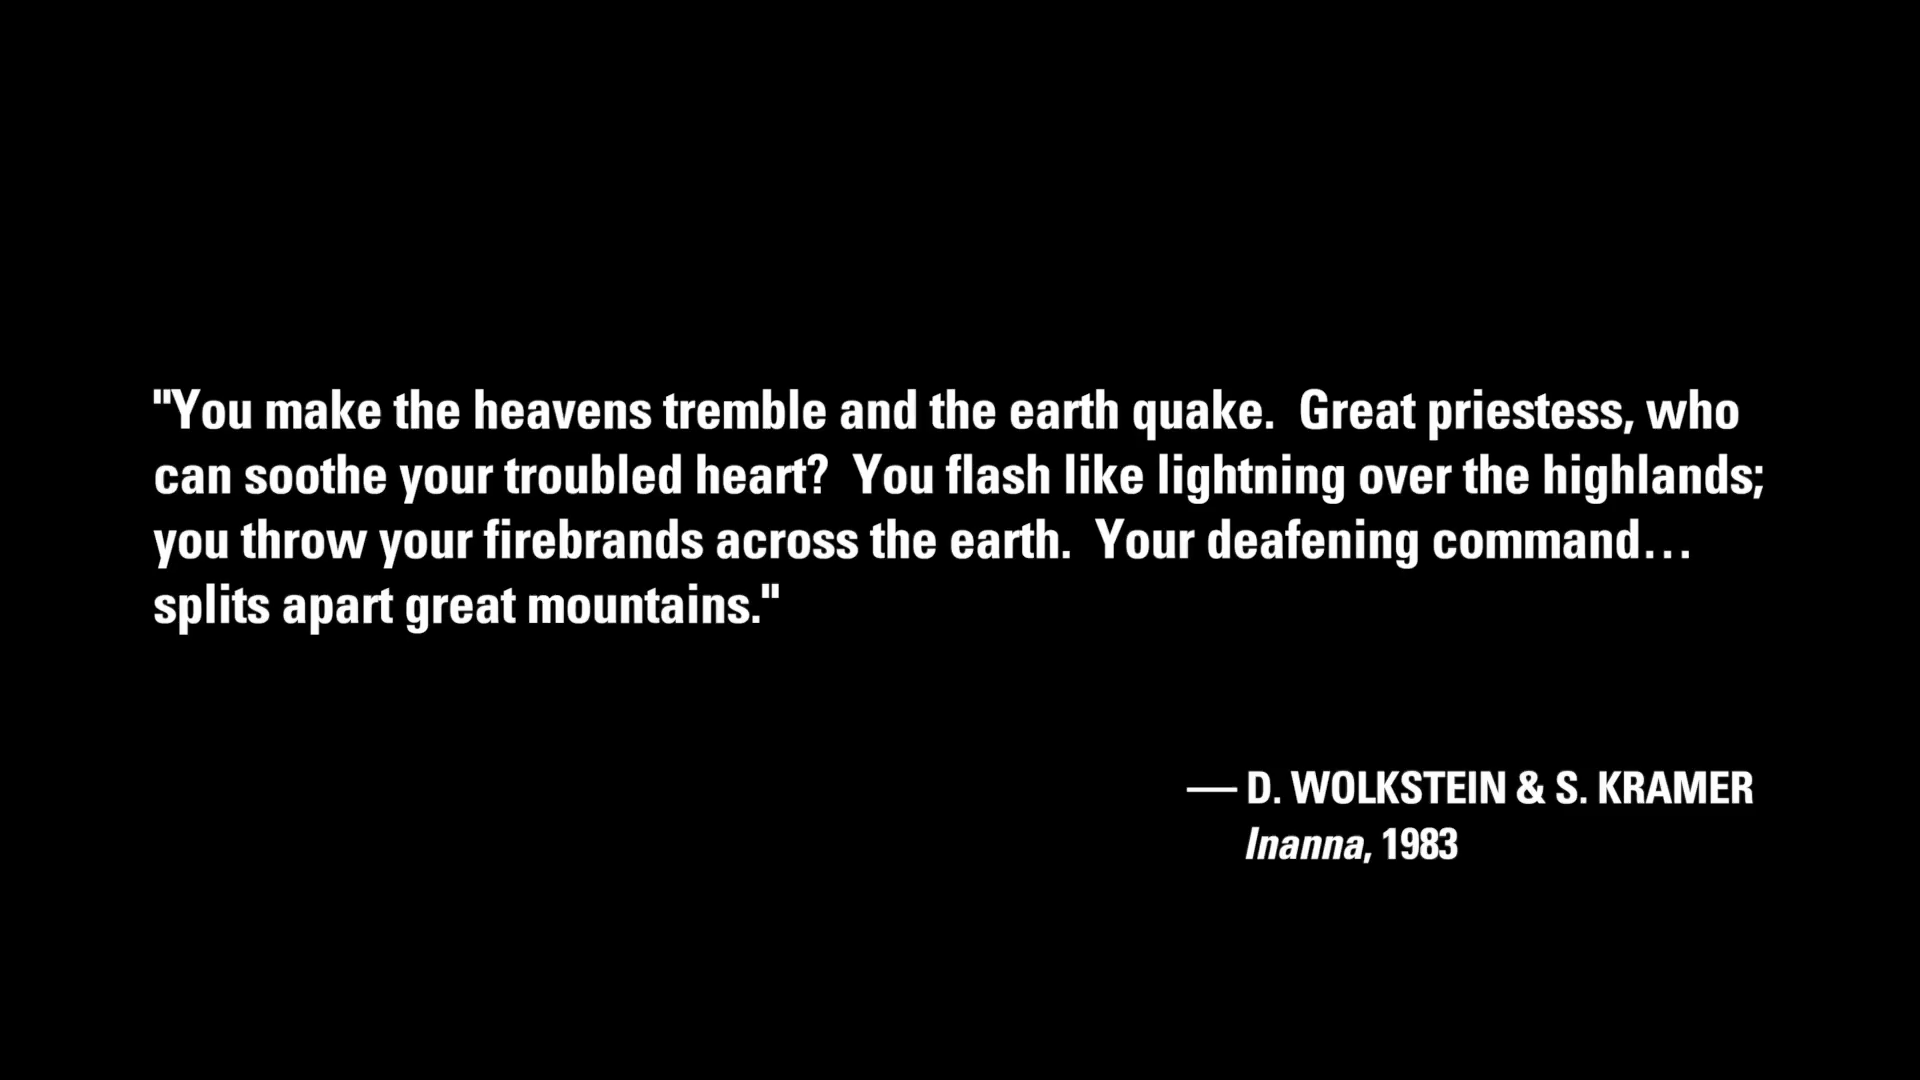 "You make the heavens tremble and the earth quake.  Great priestess, who
can soothe your troubled heart?  You flash like lightning over the highlands;
you throw your firebrands across the earth.  Your deafening command…
splits apart great mountains."
— D. WOLKSTEIN & S. KRAMER
Inanna, 1983